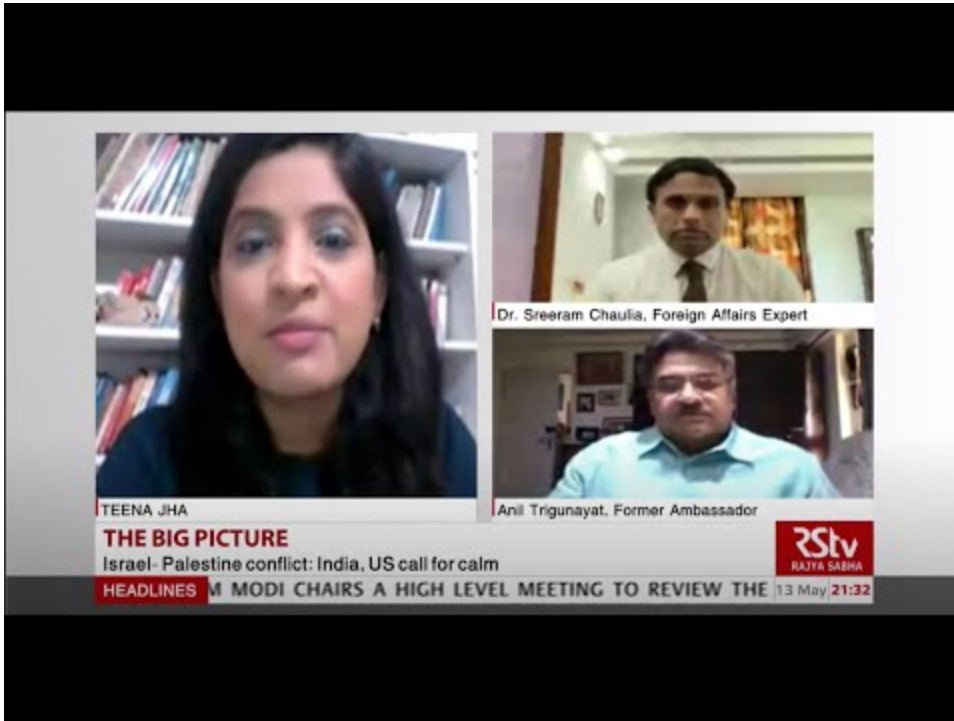 Dr. Sreeram Chaulia, Foreign Affairs Expert
TEENA JHA
Anil Trigunayat, Former Ambassador
THE BIG PICTURE
Israel- Palestine conflict: India, US call for calm
RStv
RAJYA SABHA
HEADLINES M MODI CHAIRS A HIGH LEVEL MEETING TO REVIEW THE 13 May 21:32